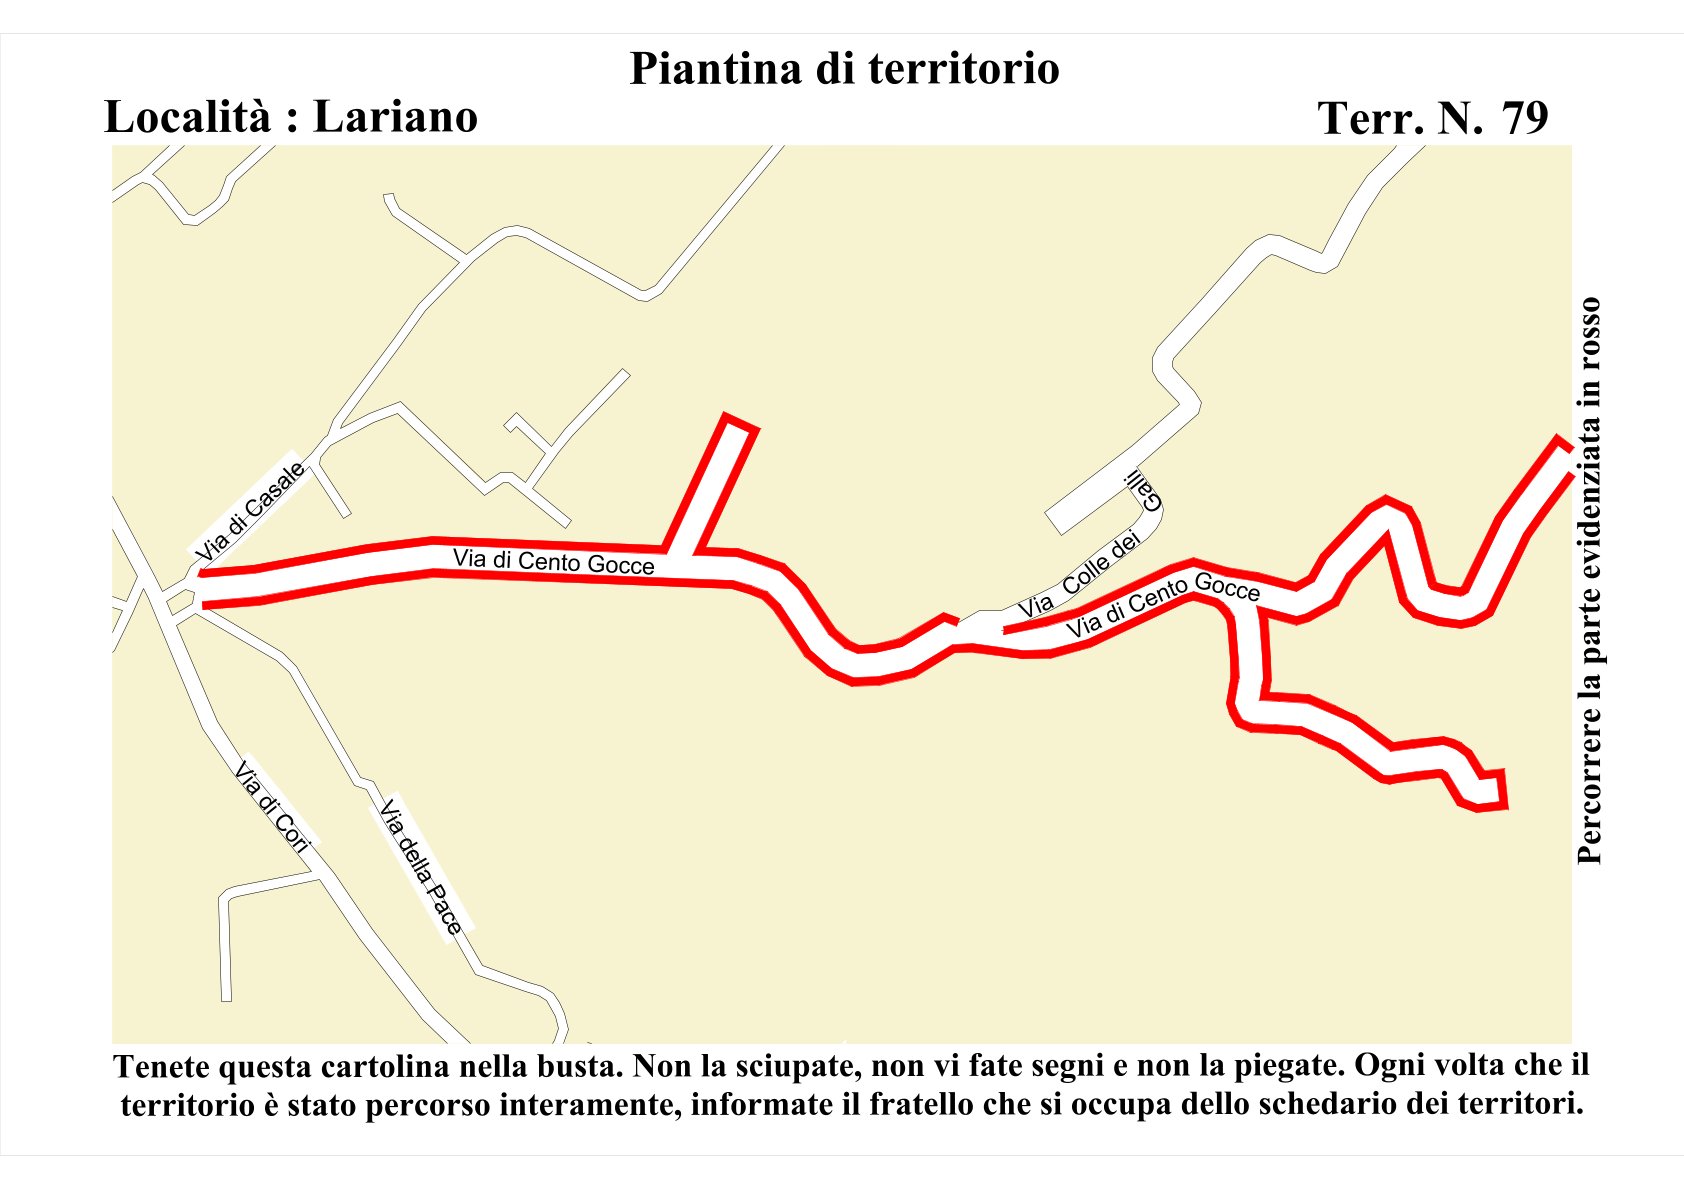 Piantina di territorio
Località : Lariano
Terr. N. 79
Via di Casale
Via di Cento Gocce
Via Colle dei Galli
Via di Cento Gocce
Via di Cori
Via della Pace
Percorrere la parte evidenziata in rosso
Tenete questa cartolina nella busta. Non la sciupate, non vi fate segni e non la piegate. Ogni volta che il
territorio è stato percorso interamente, informate il fratello che si occupa dello schedario dei territori.